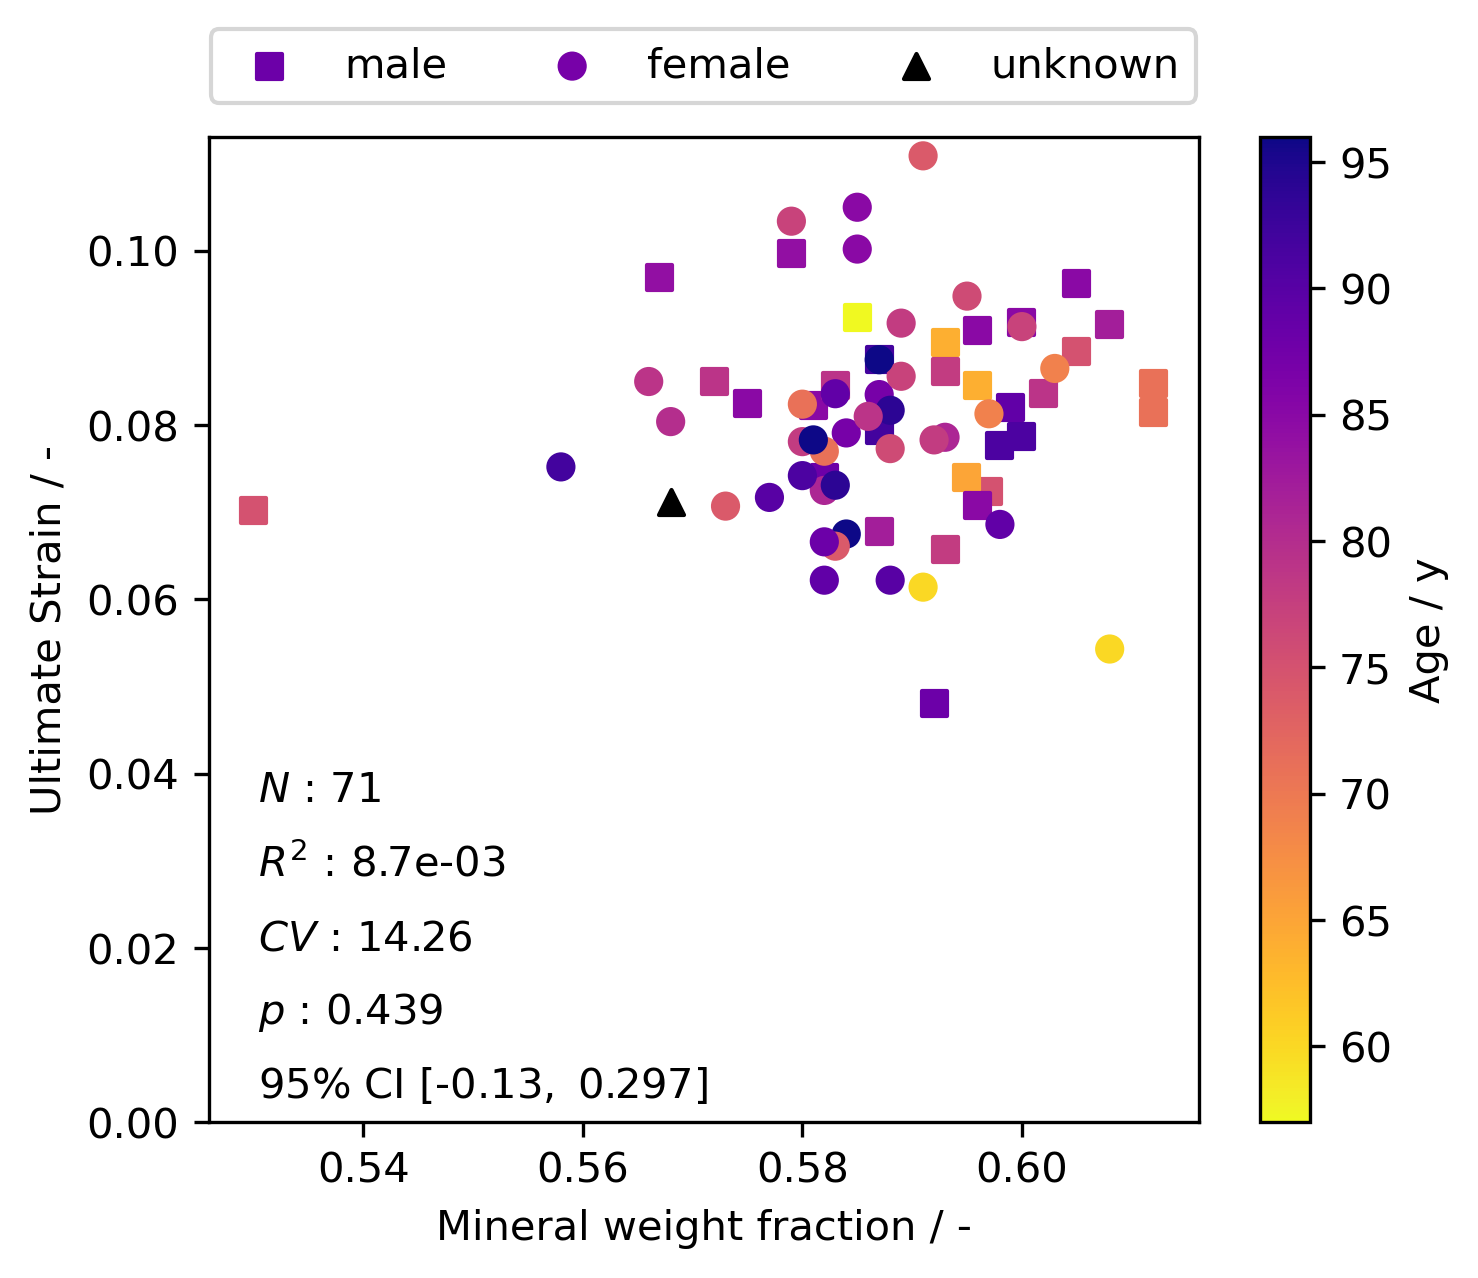 male female unknown
0.10
0.08
0.06
0.04
0.02
0.00
Ultimate Strain / -
N : 71
R² : 8.7e-03
CV : 14.26
p : 0.439
95% CI [-0.13, 0.297]
0.54 0.56 0.58 0.60
Mineral weight fraction / -
95
90
85
80
75
70
65
60
Age / y